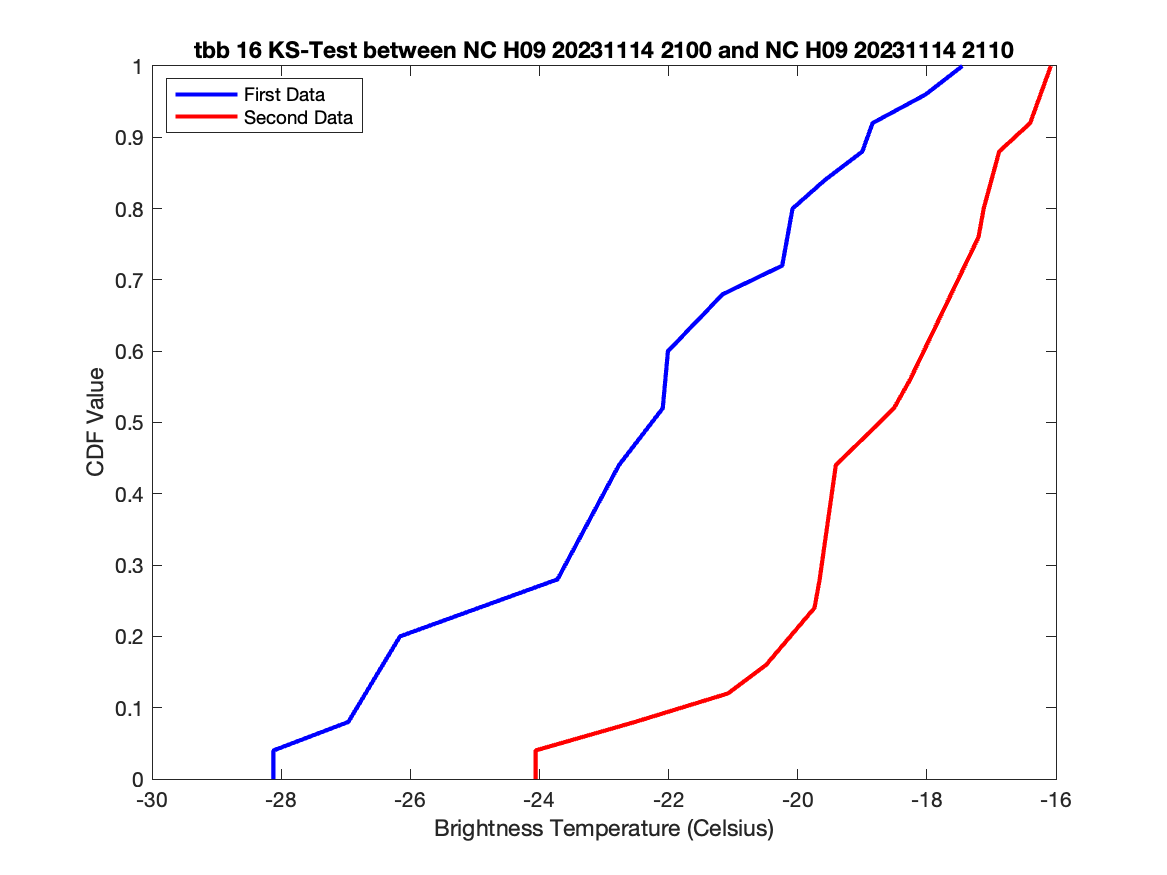 tbb 16 KS-Test between NC H09 20231114 2100 and NC H09 20231114 2110
First Data
Second Data
1
0.9
0.8
0.7
0.6
0.5
0.4
0.3
0.2
0.1
0
CDF Value
-30 -28 -26 -24 -22 -20 -18 -16
Brightness Temperature (Celsius)